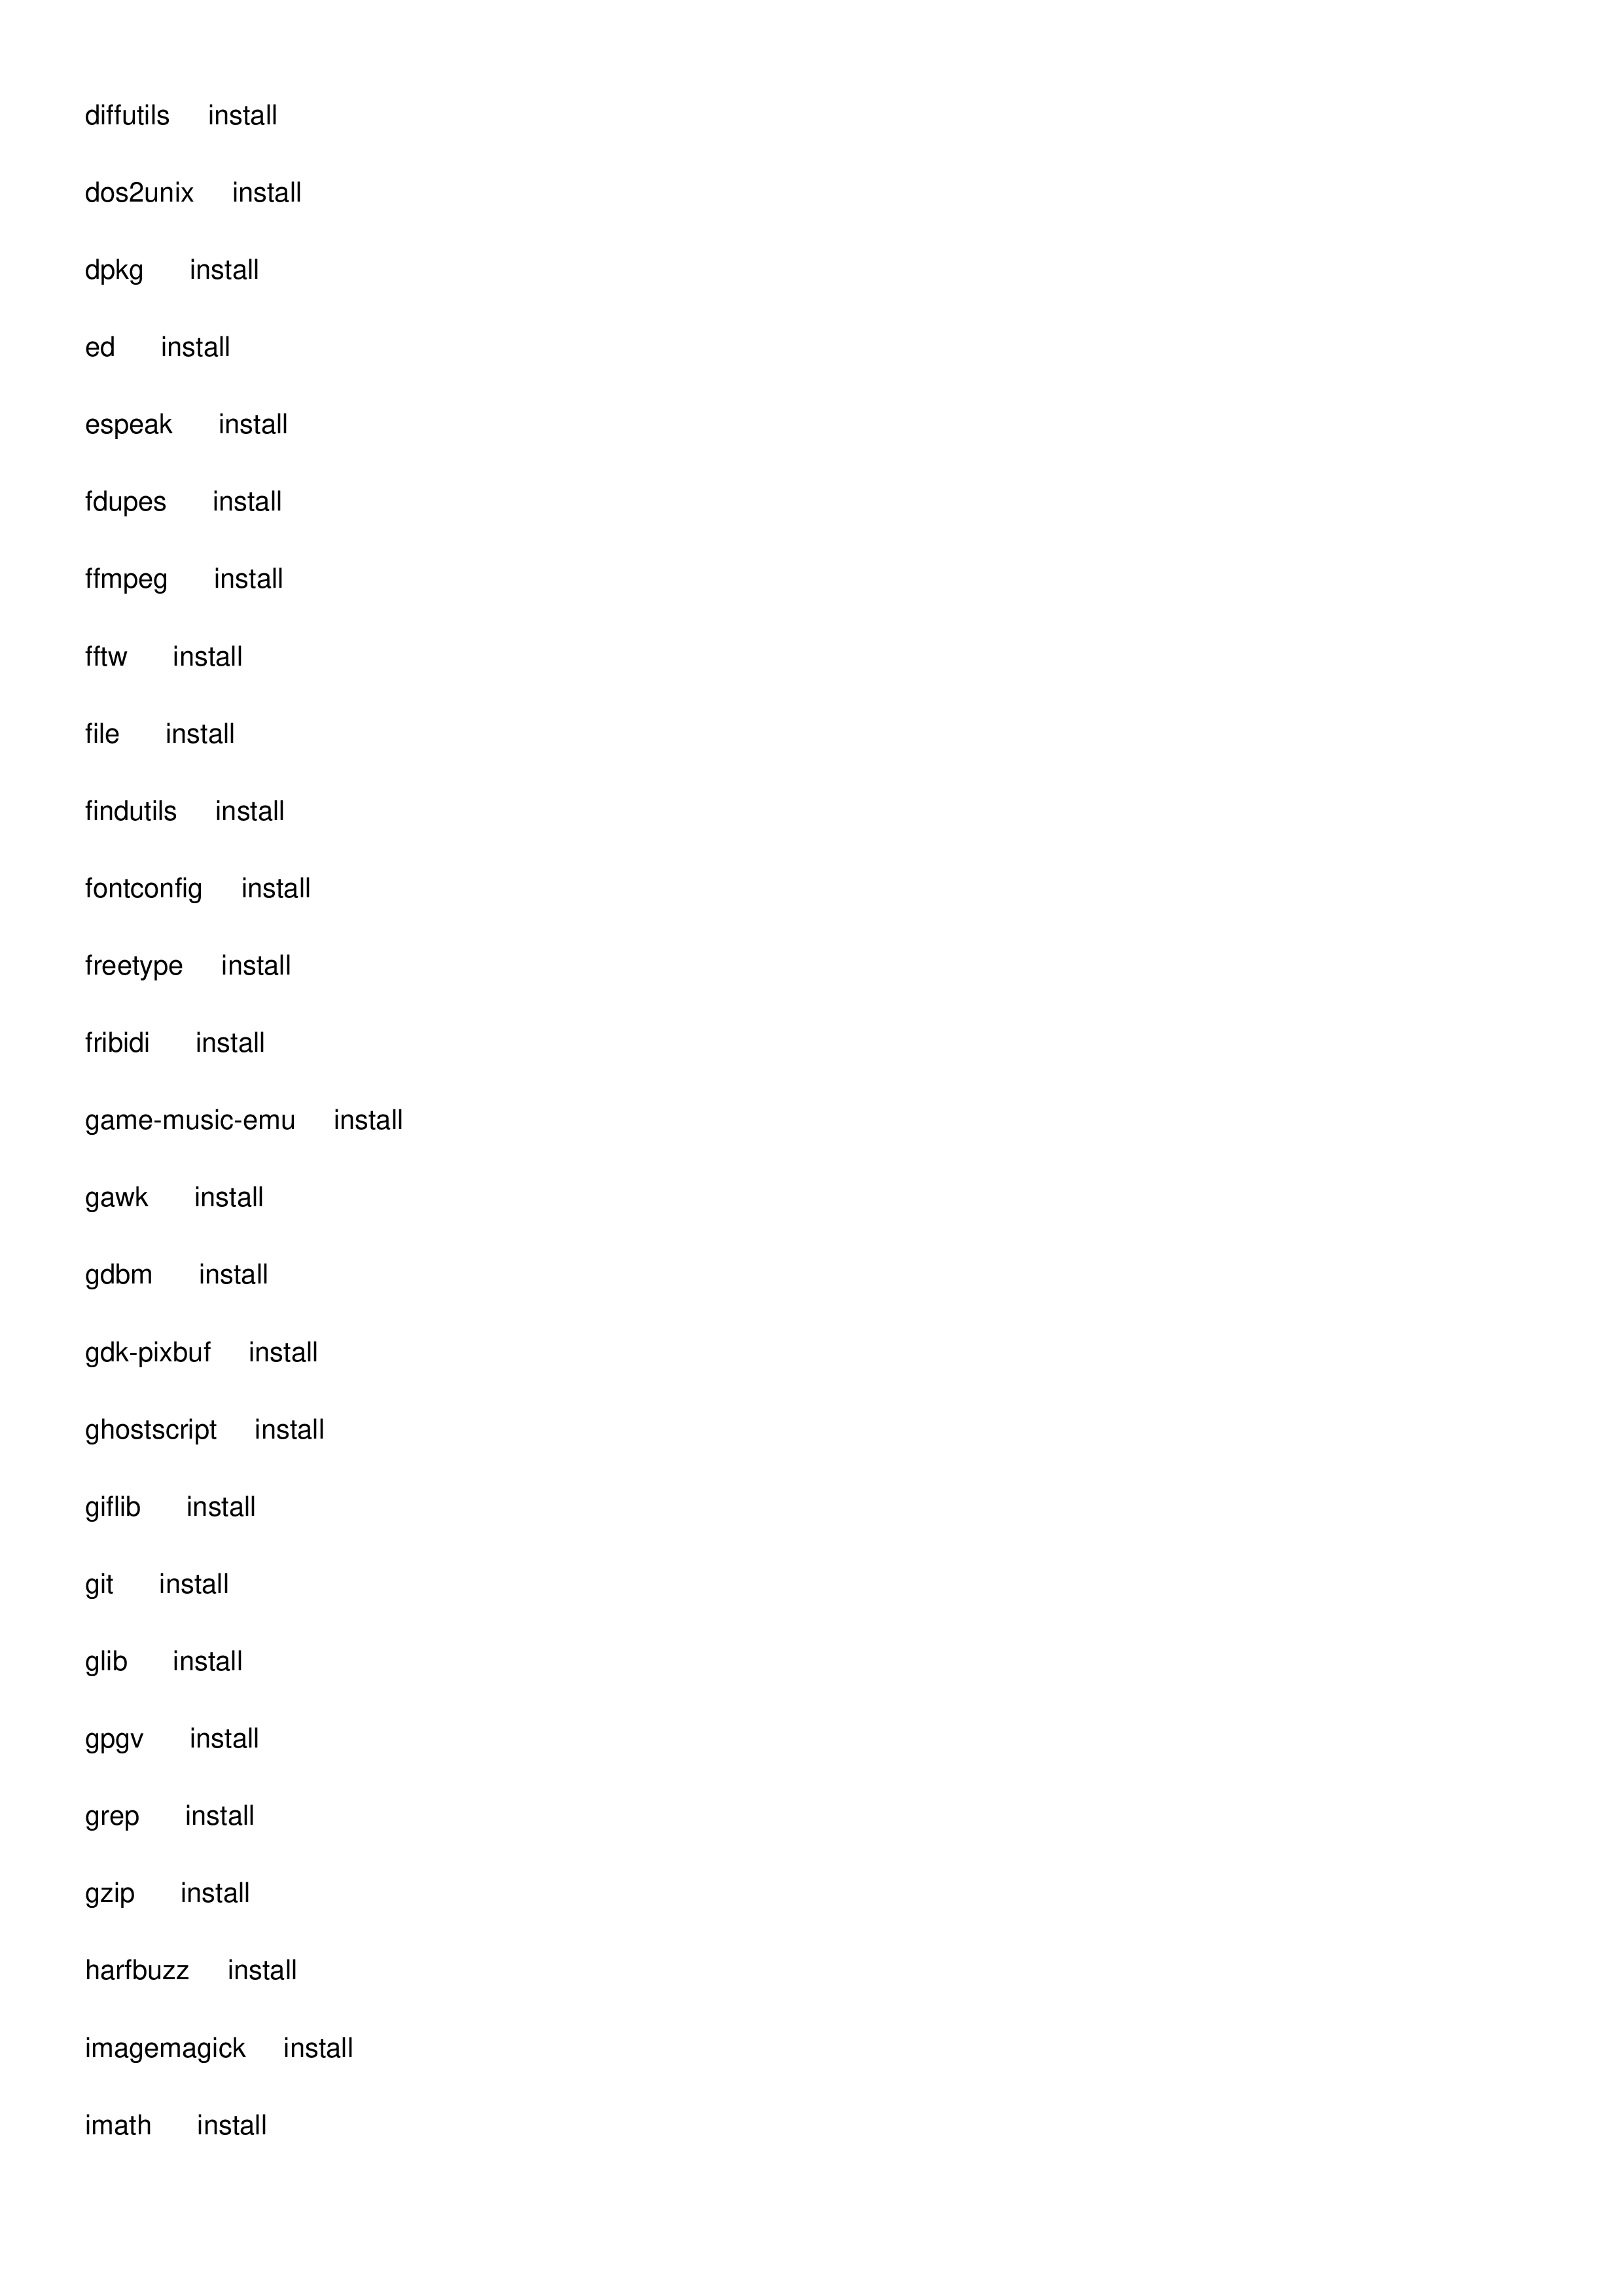 diffutils install
dos2unix install
dpkg install
ed install
espeak install
fdupes install
ffmpeg install
fftw install
file install
findutils install
fontconfig install
freetype install
fribidi install
game-music-emu install
gawk install
gdbm install
gdk-pixbuf install
ghostscript install
giflib install
git install
glib install
gpgv install
grep install
gzip install
harfbuzz install
imagemagick install
imath install